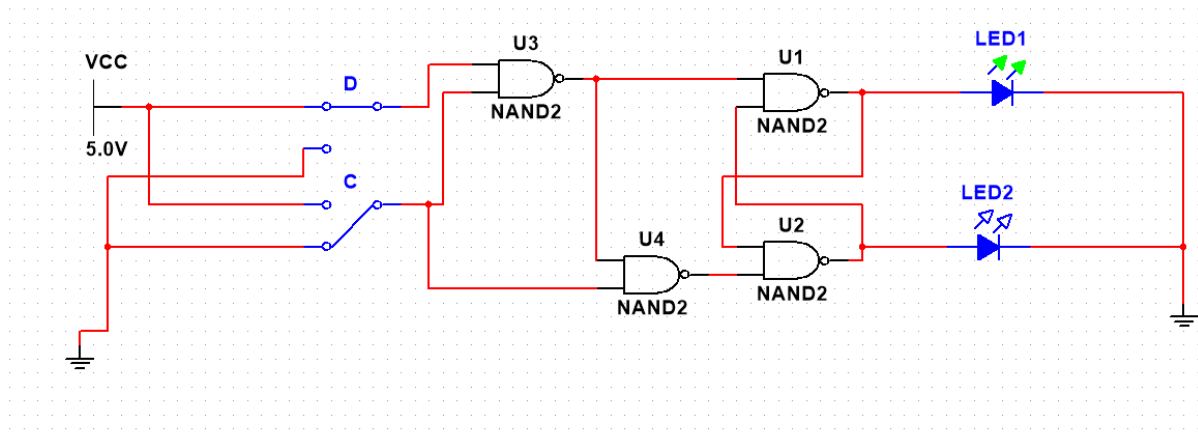 VCC
5.0V
D
C
U3
NAND2
U4
NAND2
U1
NAND2
U2
NAND2
LED1
LED2